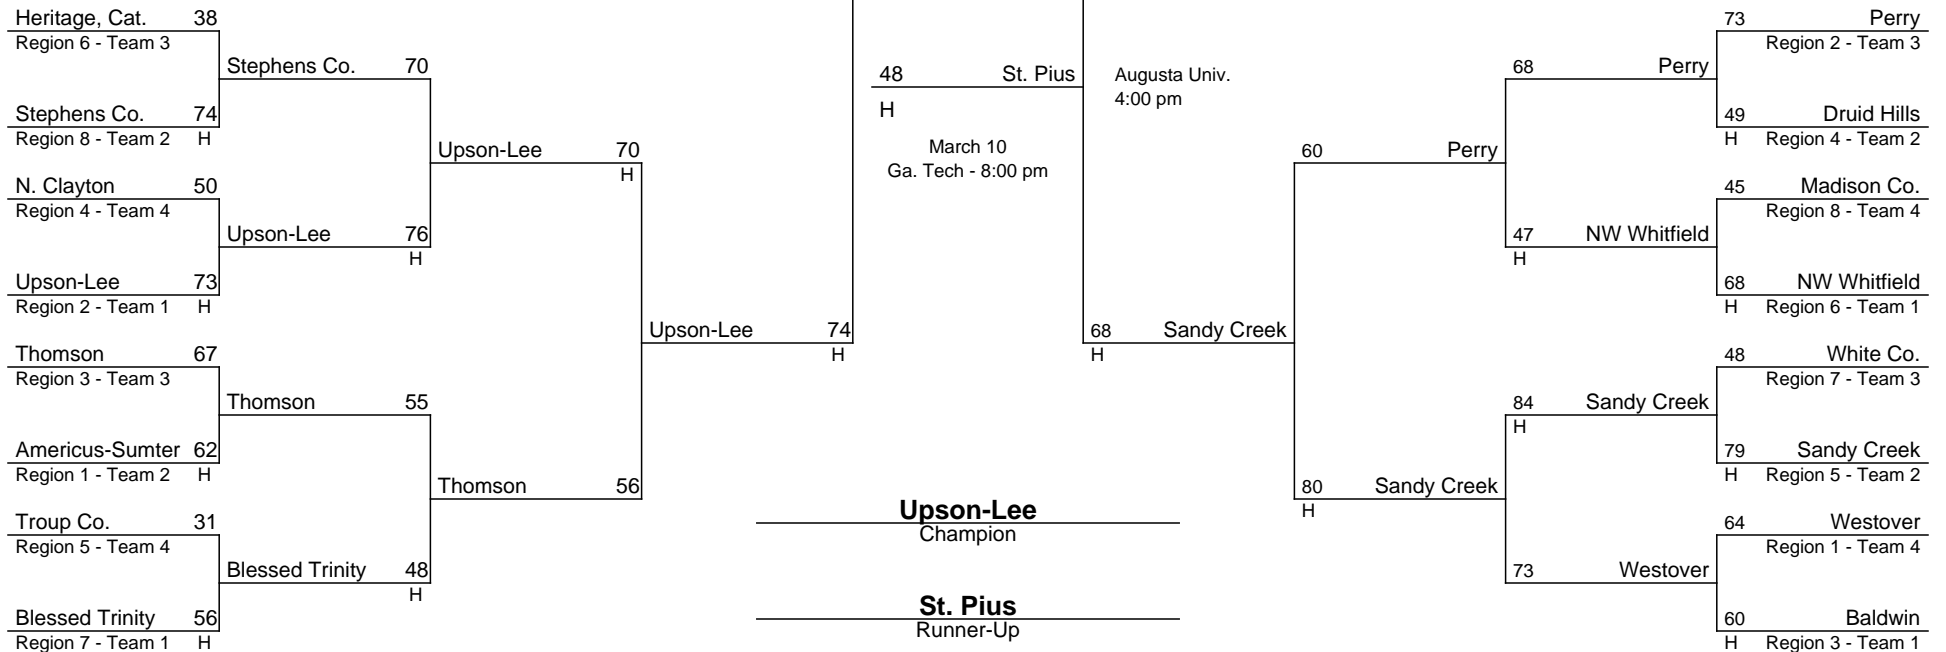 Heritage, Cat. 38
Region 6 - Team 3
Stephens Co. 74
Region 8 - Team 2 H
N. Clayton 50
Region 4 - Team 4
Upson-Lee 73
Region 2 - Team 1 H
Thomson 67
Region 3 - Team 3
Americus-Sumter 62
Region 1 - Team 2 H
Troup Co. 31
Region 5 - Team 4
Blessed Trinity 56
Region 7 - Team 1 H
Stephens Co. 70
Upson-Lee 76
H
Thomson 55
Blessed Trinity 48
H
Upson-Lee 70
H
Thomson 56
Upson-Lee 74
H
48 St. Pius
H
March 10
Ga. Tech - 8:00 pm
Augusta Univ.
4:00 pm
Upson-Lee
Champion
St. Pius
Runner-Up
68 Sandy Creek
H
60 Perry
80 Sandy Creek
H
68 Perry
47 NW Whitfield
H
84 Sandy Creek
H
73 Westover
73 Perry
Region 2 - Team 3
49 Druid Hills
H Region 4 - Team 2
45 Madison Co.
Region 8 - Team 4
68 NW Whitfield
H Region 6 - Team 1
48 White Co.
Region 7 - Team 3
79 Sandy Creek
H Region 5 - Team 2
64 Westover
Region 1 - Team 4
60 Baldwin
H Region 3 - Team 1